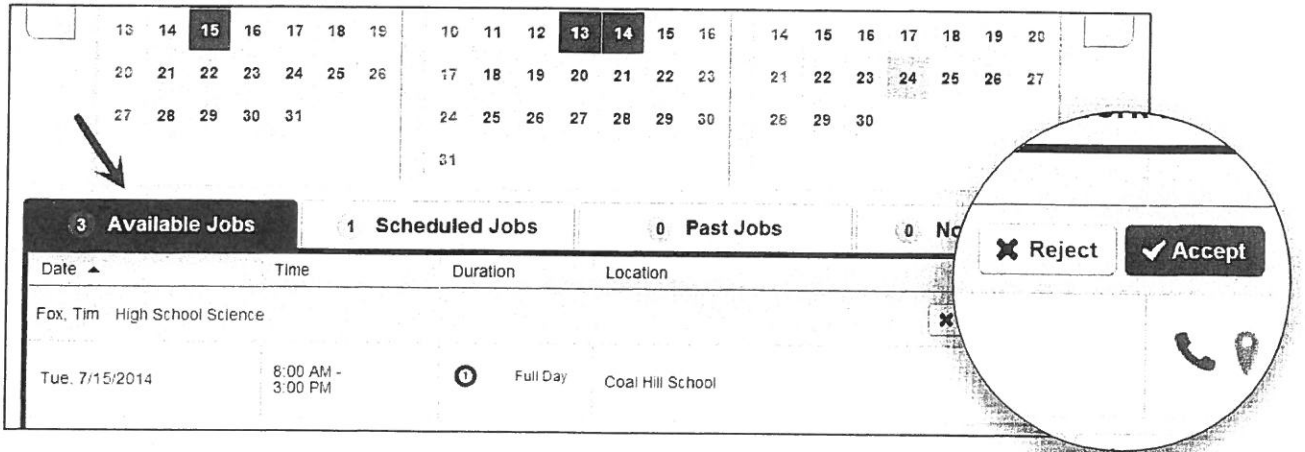 13 14 15 16 17 18 19 10 11 12 13 14 15 16 14 15 16 17 18 19 20
20 21 22 23 24 25 26 17 18 19 20 21 22 23 21 22 23 24 25 26 27
27 28 29 30 31 24 25 26 27 28 29 30 28 29 30
31
3 Available Jobs 1 Scheduled Jobs 0 Past Jobs 0 No
Reject Accept
Date Time Duration Location
Fox, Tim High School Science
Tue, 7/15/2014 8:00 AM - 3:00 PM 1 Full Day Coal Hill School